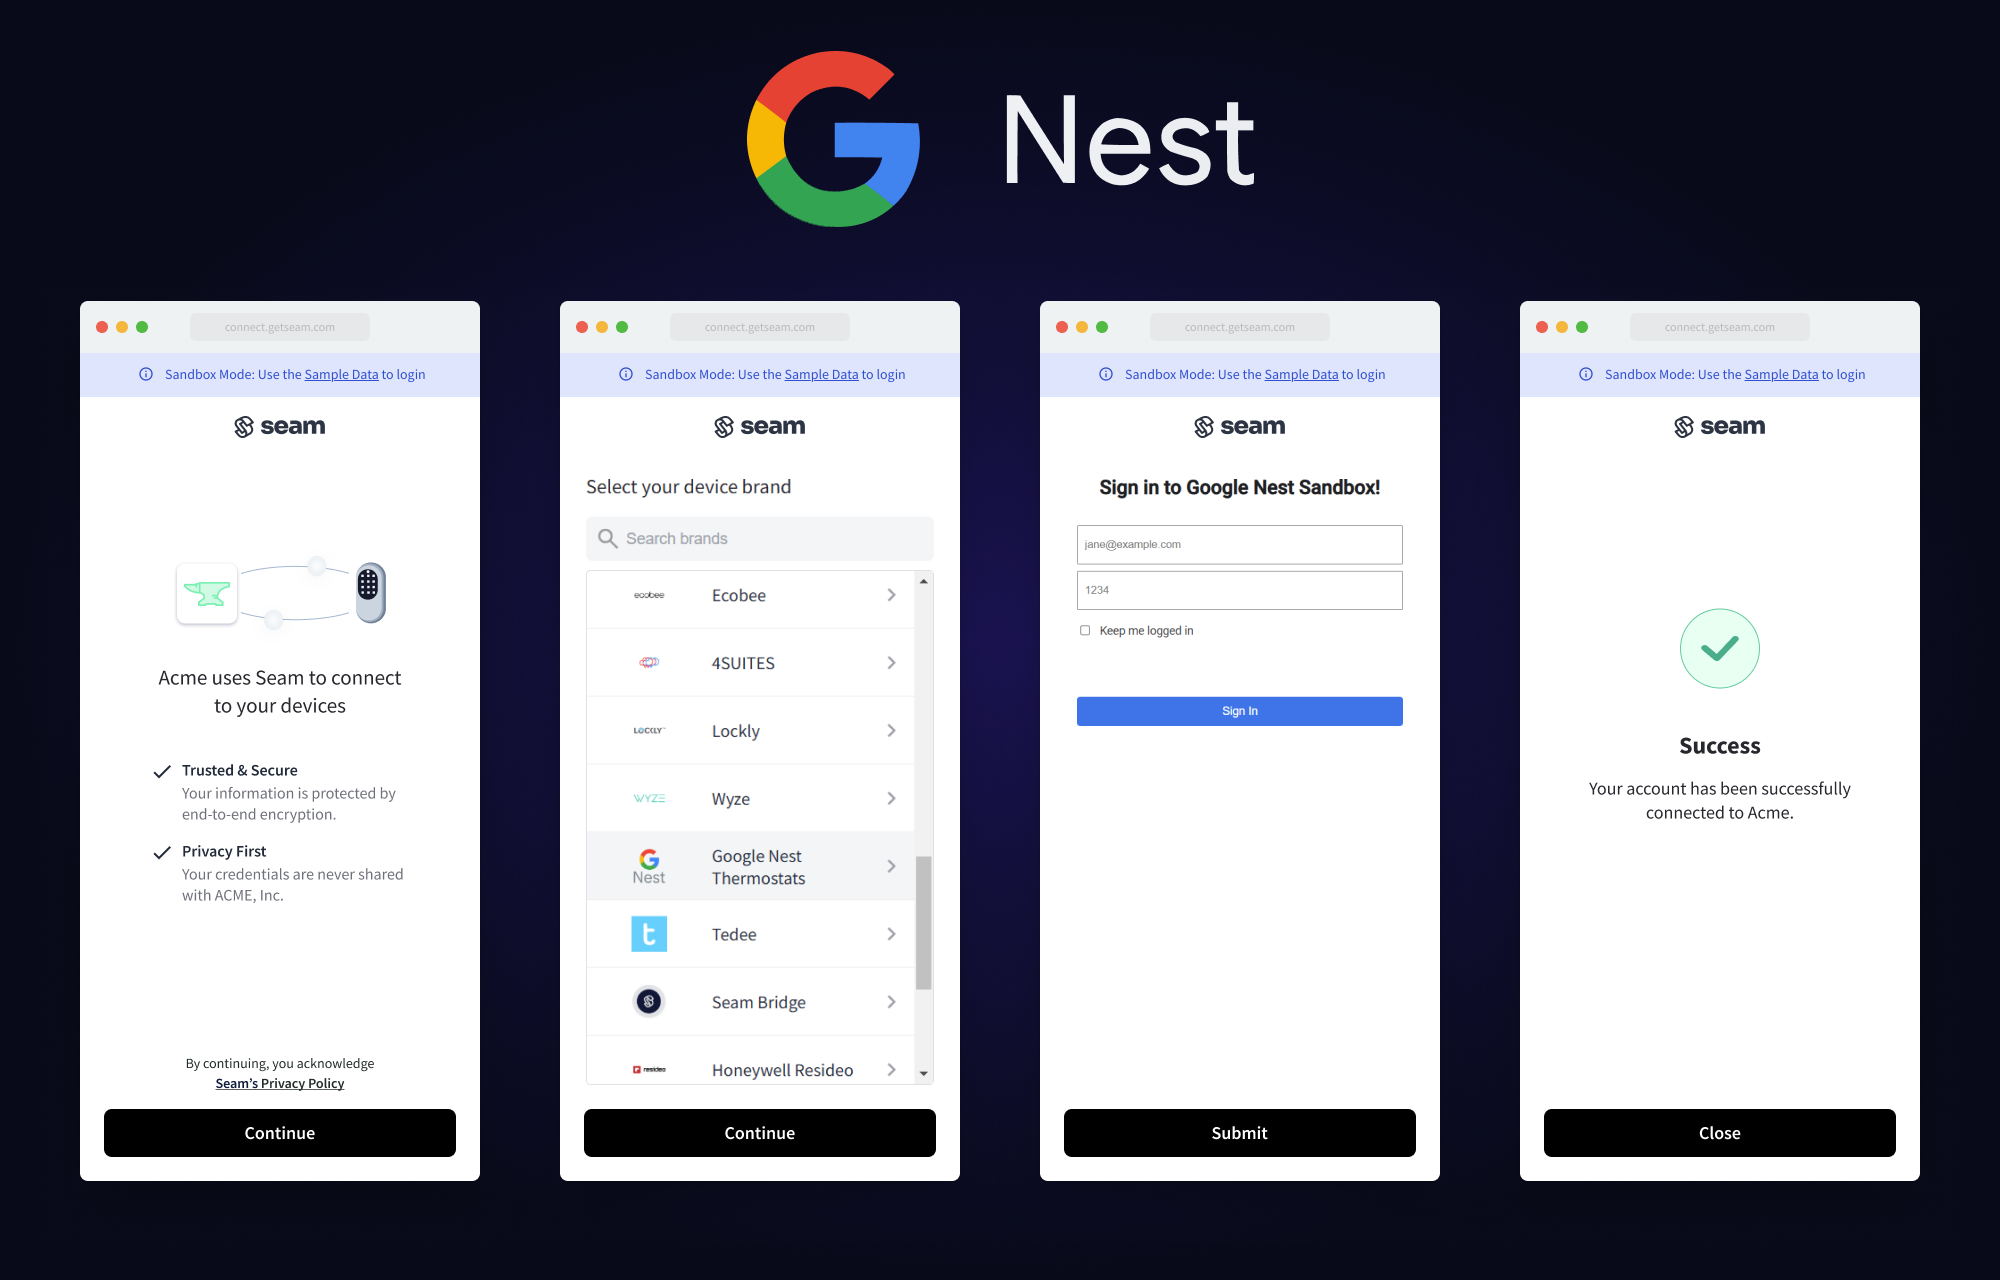 Nest
connect.getseam.com
Sandbox Mode: Use the Sample Data to login
seam
Acme uses Seam to connect
to your devices
Trusted & Secure
Your information is protected by
end-to-end encryption.
Privacy First
Your credentials are never shared
with ACME, Inc.
By continuing, you acknowledge
Seam's Privacy Policy
Continue
connect.getseam.com
Sandbox Mode: Use the Sample Data to login
seam
Select your device brand
Search brands
ecobee Ecobee
4SUITES
LOCKLY Lockly
WYZE Wyze
Google Nest
Nest Thermostats
t Tedee
Seam Bridge
resideo Honeywell Resideo
Continue
connect.getseam.com
Sandbox Mode: Use the Sample Data to login
seam
Sign in to Google Nest Sandbox!
jane@example.com
1234
Keep me logged in
Sign In
Submit
connect.getseam.com
Sandbox Mode: Use the Sample Data to login
seam
Success
Your account has been successfully
connected to Acme.
Close